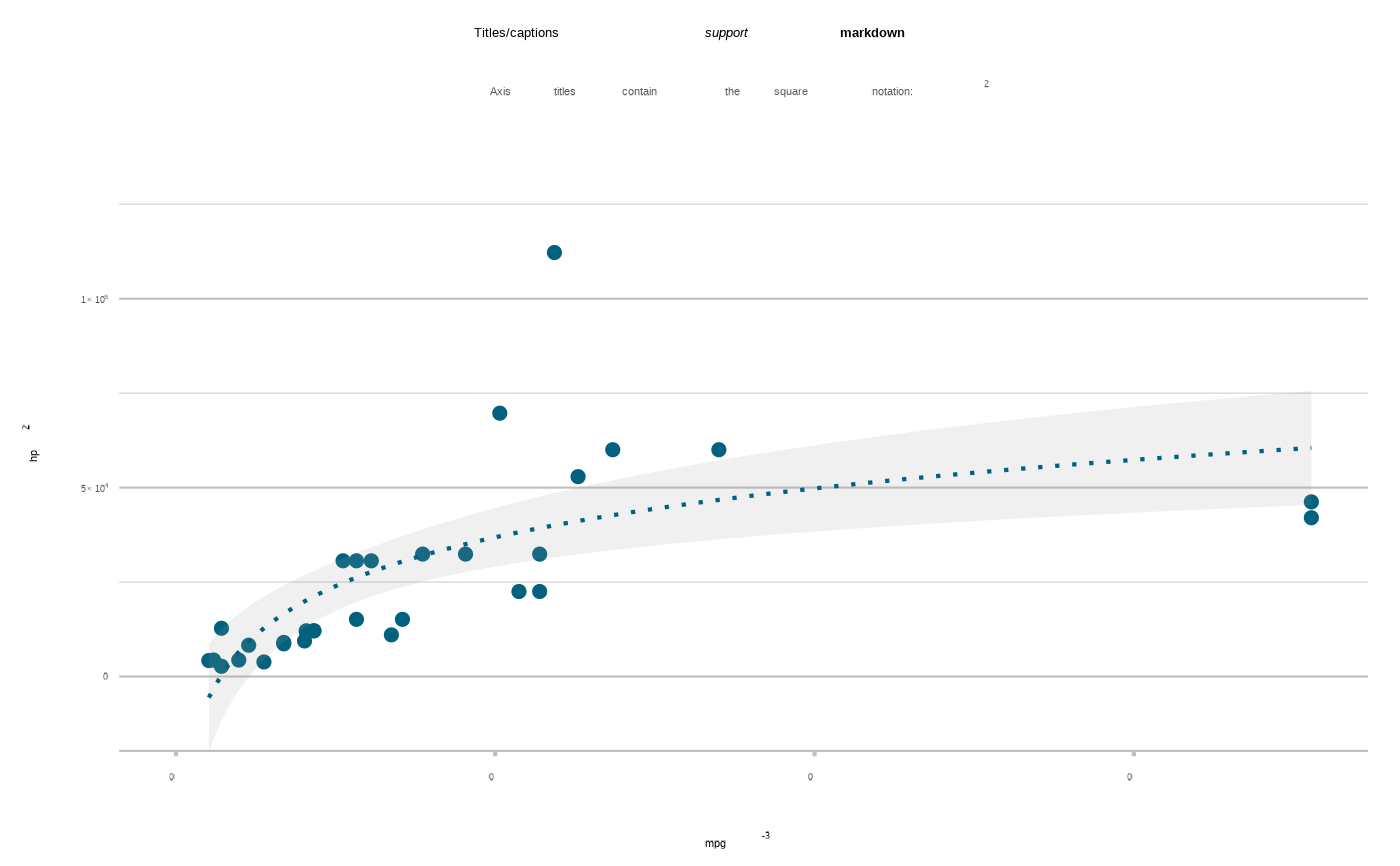 Titles/captions support markdown
Axis titles contain the square notation: 2
1 × 10⁵
5 × 10⁴
0
hp 2
0 0 0 0
mpg -3